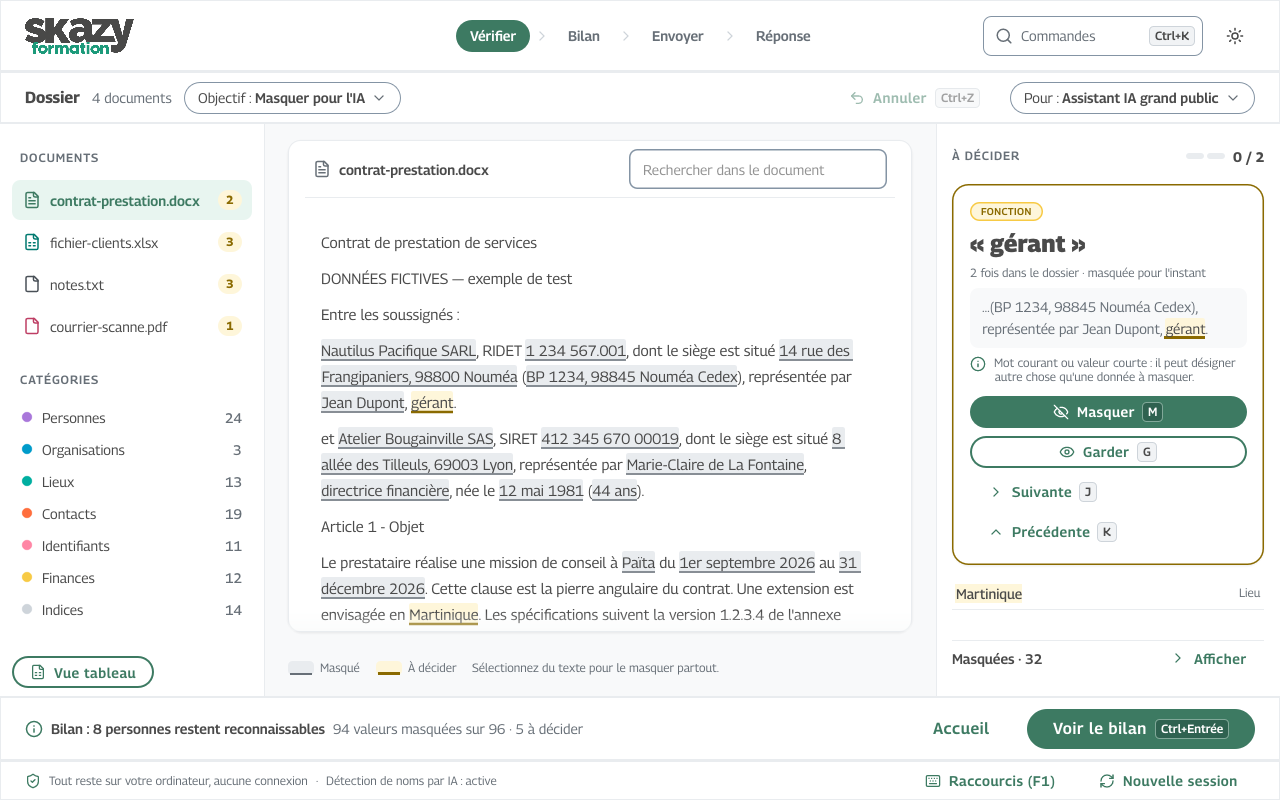 skazy
formation
Vérifier
Bilan
Envoyer
Réponse
Commandes Ctrl+K
Dossier 4 documents
Objectif : Masquer pour l'IA
Annuler Ctrl+Z
Pour : Assistant IA grand public
DOCUMENTS
contrat-prestation.docx 2
fichier-clients.xlsx 3
notes.txt 3
courrier-scanne.pdf 1
CATÉGORIES
Personnes 24
Organisations 3
Lieux 13
Contacts 19
Identifiants 11
Finances 12
Indices 14
Vue tableau
contrat-prestation.docx
Rechercher dans le document
Contrat de prestation de services
DONNÉES FICTIVES — exemple de test
Entre les soussignés :
Nautilus Pacifique SARL, RIDET 1 234 567.001, dont le siège est situé 14 rue des
Frangipaniers, 98800 Nouméa (BP 1234, 98845 Nouméa Cedex), représentée par
Jean Dupont, gérant.
et Atelier Bougainville SAS, SIRET 412 345 670 00019, dont le siège est situé 8
allée des Tilleuls, 69003 Lyon, représentée par Marie-Claire de La Fontaine,
directrice financière, née le 12 mai 1981 (44 ans).
Article 1 - Objet
Le prestataire réalise une mission de conseil à Païta du 1er septembre 2026 au 31
décembre 2026. Cette clause est la pierre angulaire du contrat. Une extension est
envisagée en Martinique. Les spécifications suivent la version 1.2.3.4 de l'annexe
Masqué
À décider
Sélectionnez du texte pour le masquer partout.
À DÉCIDER 0 / 2
FONCTION
« gérant »
2 fois dans le dossier · masquée pour l'instant
…(BP 1234, 98845 Nouméa Cedex),
représentée par Jean Dupont, gérant.
Mot courant ou valeur courte : il peut désigner
autre chose qu'une donnée à masquer.
Masquer M
Garder G
Suivante J
Précédente K
Martinique Lieu
Masquées · 32 Afficher
Bilan : 8 personnes restent reconnaissables 94 valeurs masquées sur 96 · 5 à décider
Accueil
Voir le bilan Ctrl+Entrée
Tout reste sur votre ordinateur, aucune connexion · Détection de noms par IA : active
Raccourcis (F1)
Nouvelle session